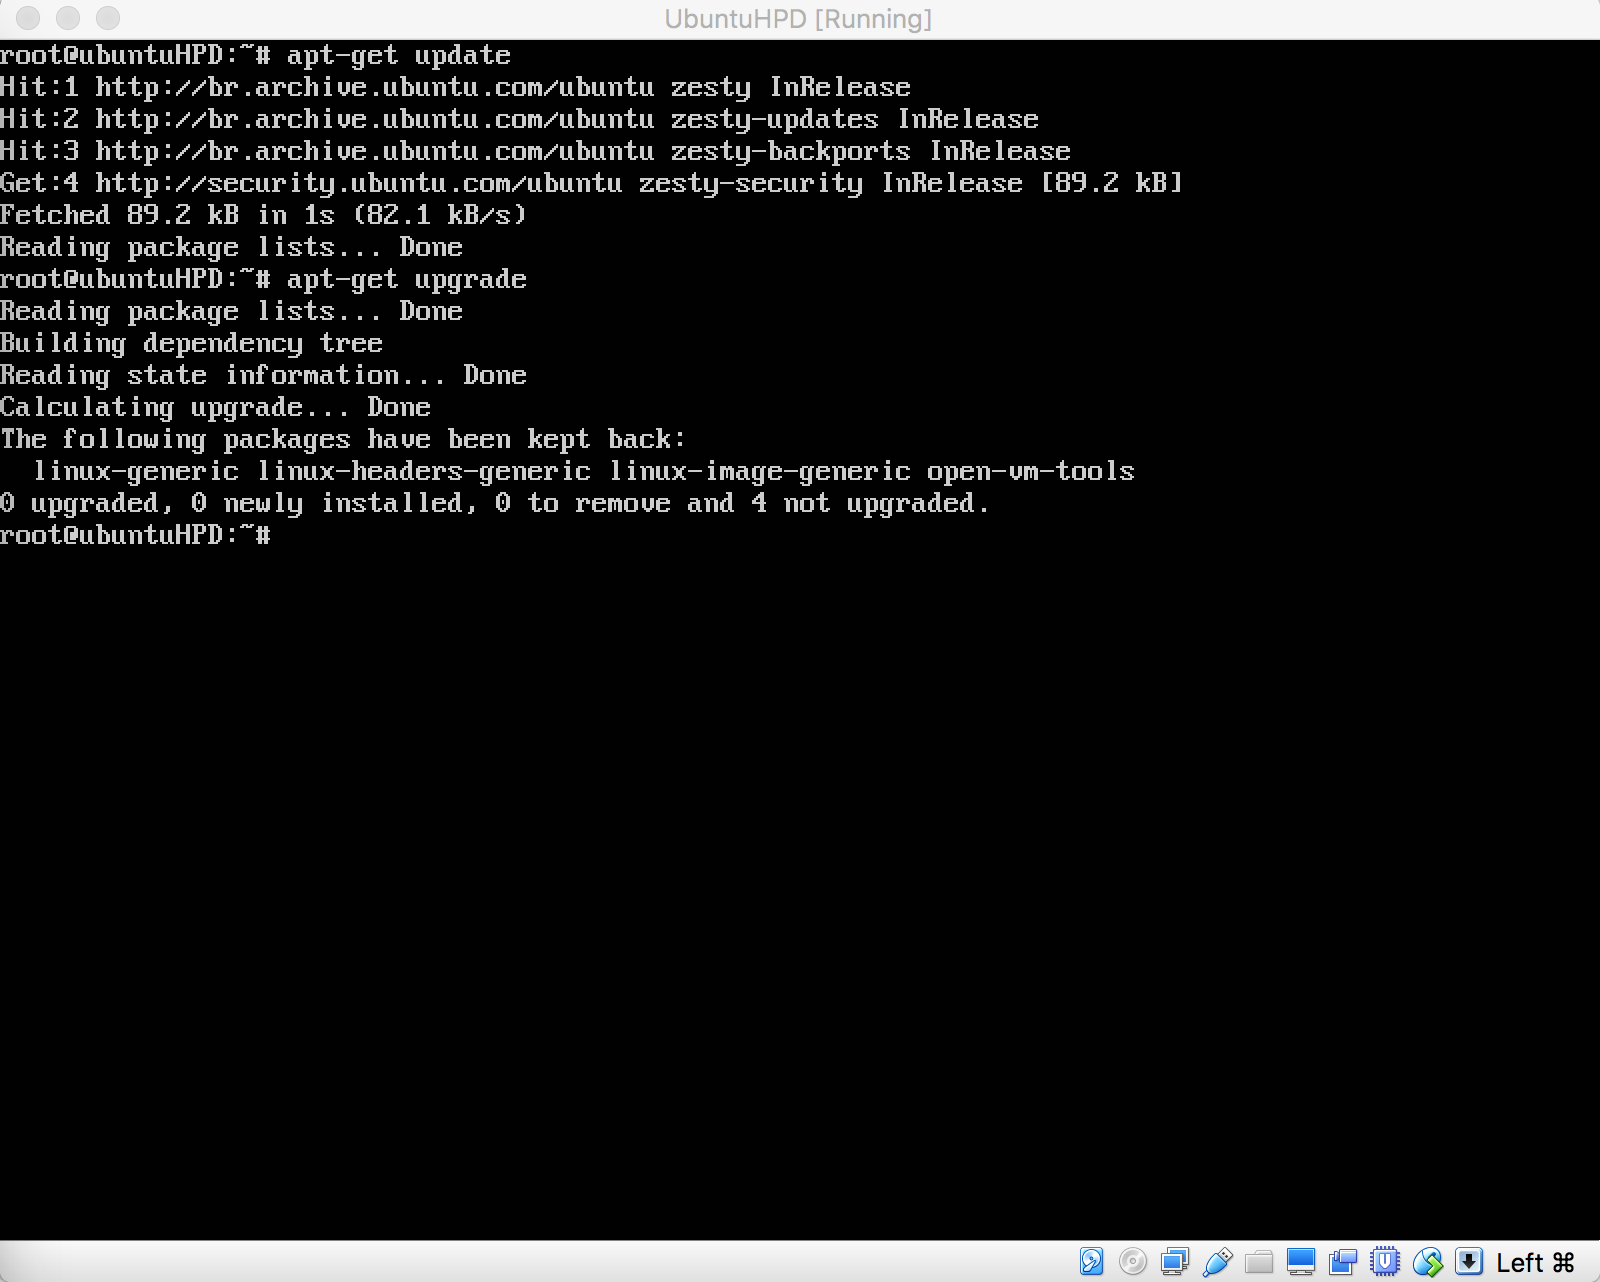 UbuntuHPD [Running]
root@ubuntuHPD:~# apt-get update
Hit:1 http://br.archive.ubuntu.com/ubuntu zesty InRelease
Hit:2 http://br.archive.ubuntu.com/ubuntu zesty-updates InRelease
Hit:3 http://br.archive.ubuntu.com/ubuntu zesty-backports InRelease
Get:4 http://security.ubuntu.com/ubuntu zesty-security InRelease [89.2 kB]
Fetched 89.2 kB in 1s (82.1 kB/s)
Reading package lists... Done
root@ubuntuHPD:~# apt-get upgrade
Reading package lists... Done
Building dependency tree
Reading state information... Done
Calculating upgrade... Done
The following packages have been kept back:
  linux-generic linux-headers-generic linux-image-generic open-vm-tools
0 upgraded, 0 newly installed, 0 to remove and 4 not upgraded.
root@ubuntuHPD:~#
Left ⌘